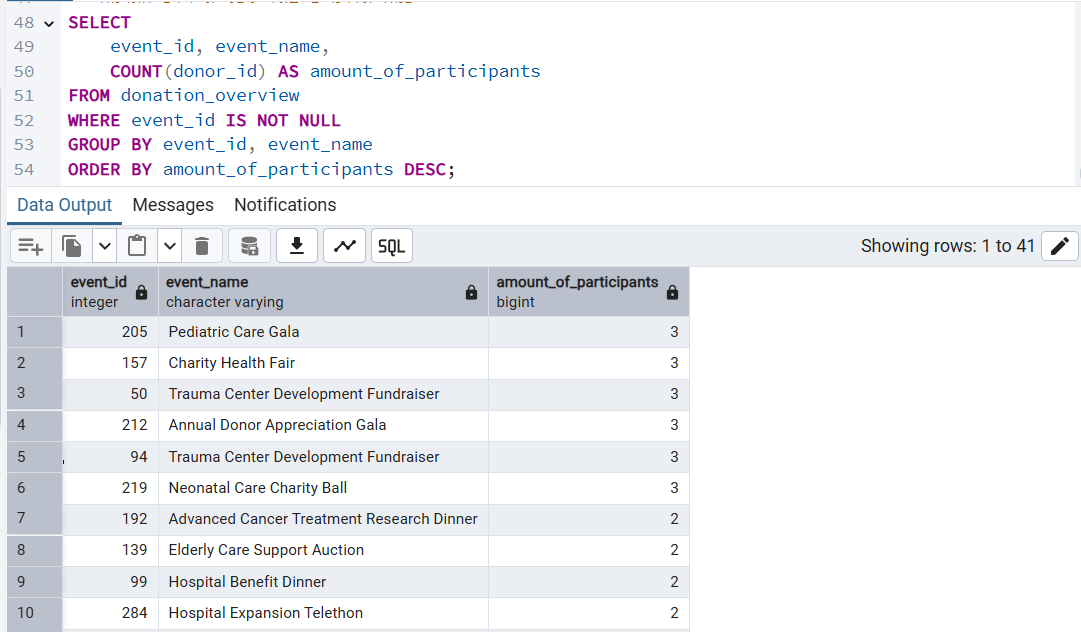 48 SELECT
49 event_id, event_name,
50 COUNT(donor_id) AS amount_of_participants
51 FROM donation_overview
52 WHERE event_id IS NOT NULL
53 GROUP BY event_id, event_name
54 ORDER BY amount_of_participants DESC;
Data Output Messages Notifications
SQL Showing rows: 1 to 41
event_id event_name amount_of_participants
integer character varying bigint
1 205 Pediatric Care Gala 3
2 157 Charity Health Fair 3
3 50 Trauma Center Development Fundraiser 3
4 212 Annual Donor Appreciation Gala 3
5 94 Trauma Center Development Fundraiser 3
6 219 Neonatal Care Charity Ball 3
7 192 Advanced Cancer Treatment Research Dinner 2
8 139 Elderly Care Support Auction 2
9 99 Hospital Benefit Dinner 2
10 284 Hospital Expansion Telethon 2